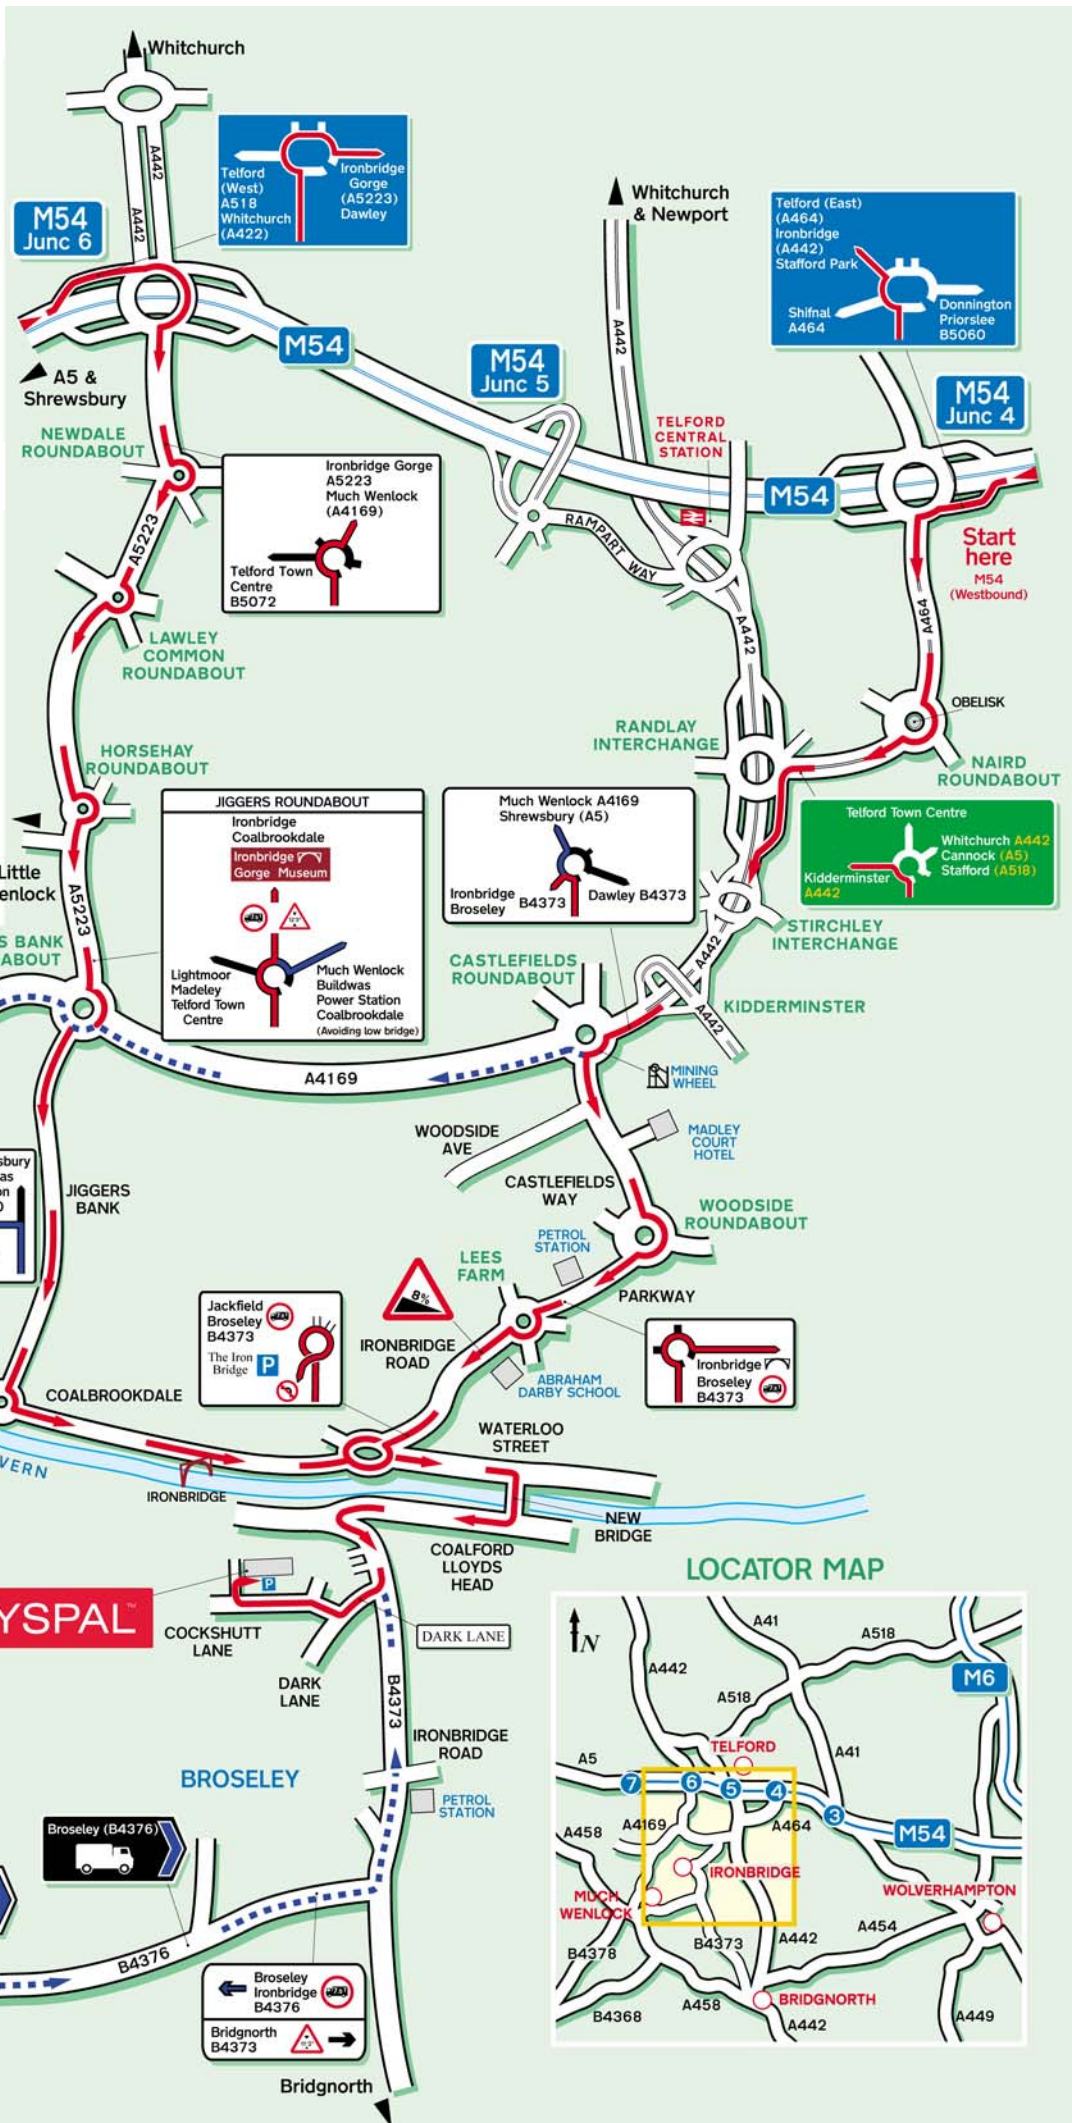 Whitchurch
A442
A442
Telford
(West)
A518
Whitchurch
(A422)
Ironbridge
Gorge
(A5223)
Dawley
M54
Junc 6
Whitchurch
& Newport
A442
Telford (East)
(A464)
Ironbridge
(A442)
Stafford Park
Shifnal
A464
Donnington
Priorslee
B5060
M54
M54
Junc 5
M54
Junc 4
A5 &
Shrewsbury
NEWDALE
ROUNDABOUT
TELFORD
CENTRAL
STATION
M54
Ironbridge Gorge
A5223
Much Wenlock
(A4169)
Telford Town
Centre
B5072
A5223
RAMPART WAY
Start
here
M54
(Westbound)
A464
A442
LAWLEY
COMMON
ROUNDABOUT
OBELISK
RANDLAY
INTERCHANGE
NAIRD
ROUNDABOUT
HORSEHAY
ROUNDABOUT
JIGGERS ROUNDABOUT
Ironbridge
Coalbrookdale
Ironbridge
Gorge Museum
Lightmoor
Madeley
Telford Town
Centre
Much Wenlock
Buildwas
Power Station
Coalbrookdale
(Avoiding low bridge)
Much Wenlock A4169
Shrewsbury (A5)
Ironbridge
Broseley
B4373
Dawley B4373
Telford Town Centre
Whitchurch A442
Cannock (A5)
Stafford (A518)
Kidderminster
A442
Little
enlock
A5223
S BANK
ABOUT
STIRCHLEY
INTERCHANGE
A442
CASTLEFIELDS
ROUNDABOUT
KIDDERMINSTER
A442
A4169
MINING
WHEEL
WOODSIDE
AVE
MADLEY
COURT
HOTEL
sbury
as
on
JIGGERS
BANK
CASTLEFIELDS
WAY
WOODSIDE
ROUNDABOUT
PETROL
STATION
LEES
FARM
8%
PARKWAY
Jackfield
Broseley
B4373
The Iron
Bridge
P
IRONBRIDGE
ROAD
Ironbridge
Broseley
B4373
ABRAHAM
DARBY SCHOOL
COALBROOKDALE
WATERLOO
STREET
VERN
IRONBRIDGE
NEW
BRIDGE
COALFORD
LLOYDS
HEAD
P
YSPAL™
COCKSHUTT
LANE
DARK LANE
DARK
LANE
B4373
IRONBRIDGE
ROAD
BROSELEY
PETROL
STATION
Broseley (B4376)
B4376
Broseley
Ironbridge
B4376
Bridgnorth
B4373
Bridgnorth
LOCATOR MAP
N
A41
A518
A442
M6
A518
TELFORD
A5
A41
7
6
5
4
3
A4169
A464
M54
A458
IRONBRIDGE
MUCH
WENLOCK
WOLVERHAMPTON
A454
A442
B4373
B4378
A458
BRIDGNORTH
B4368
A442
A449